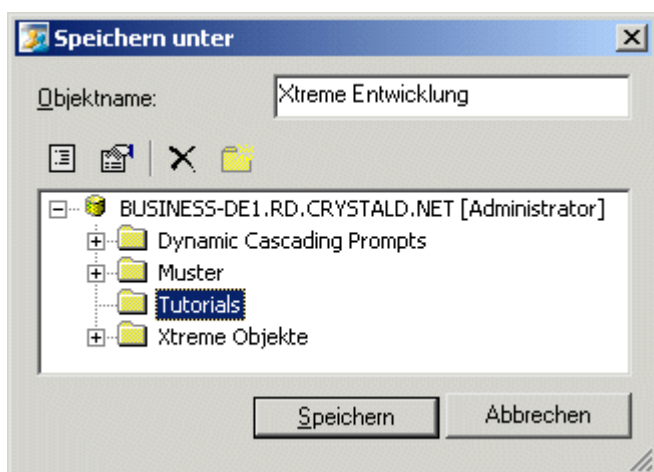 Speichern unter
Objektname: Xtreme Entwicklung
BUSINESS-DE1.RD.CRYSTALD.NET [Administrator]
Dynamic Cascading Prompts
Muster
Tutorials
Xtreme Objekte
Speichern Abbrechen